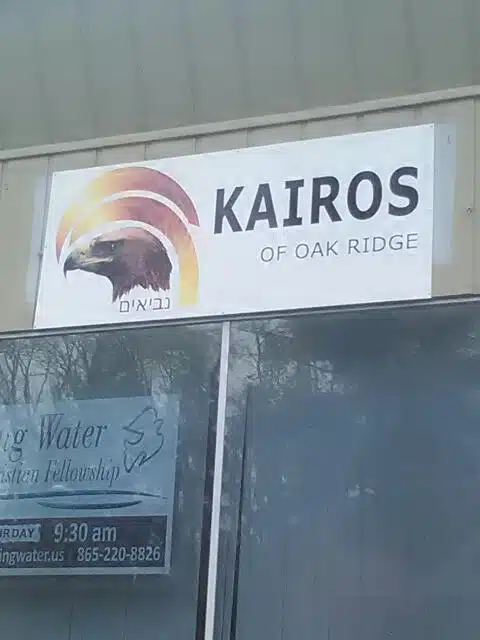 KAIROS
OF OAK RIDGE
נביאים
Water
Fellowship
9:30 am
865-220-8826